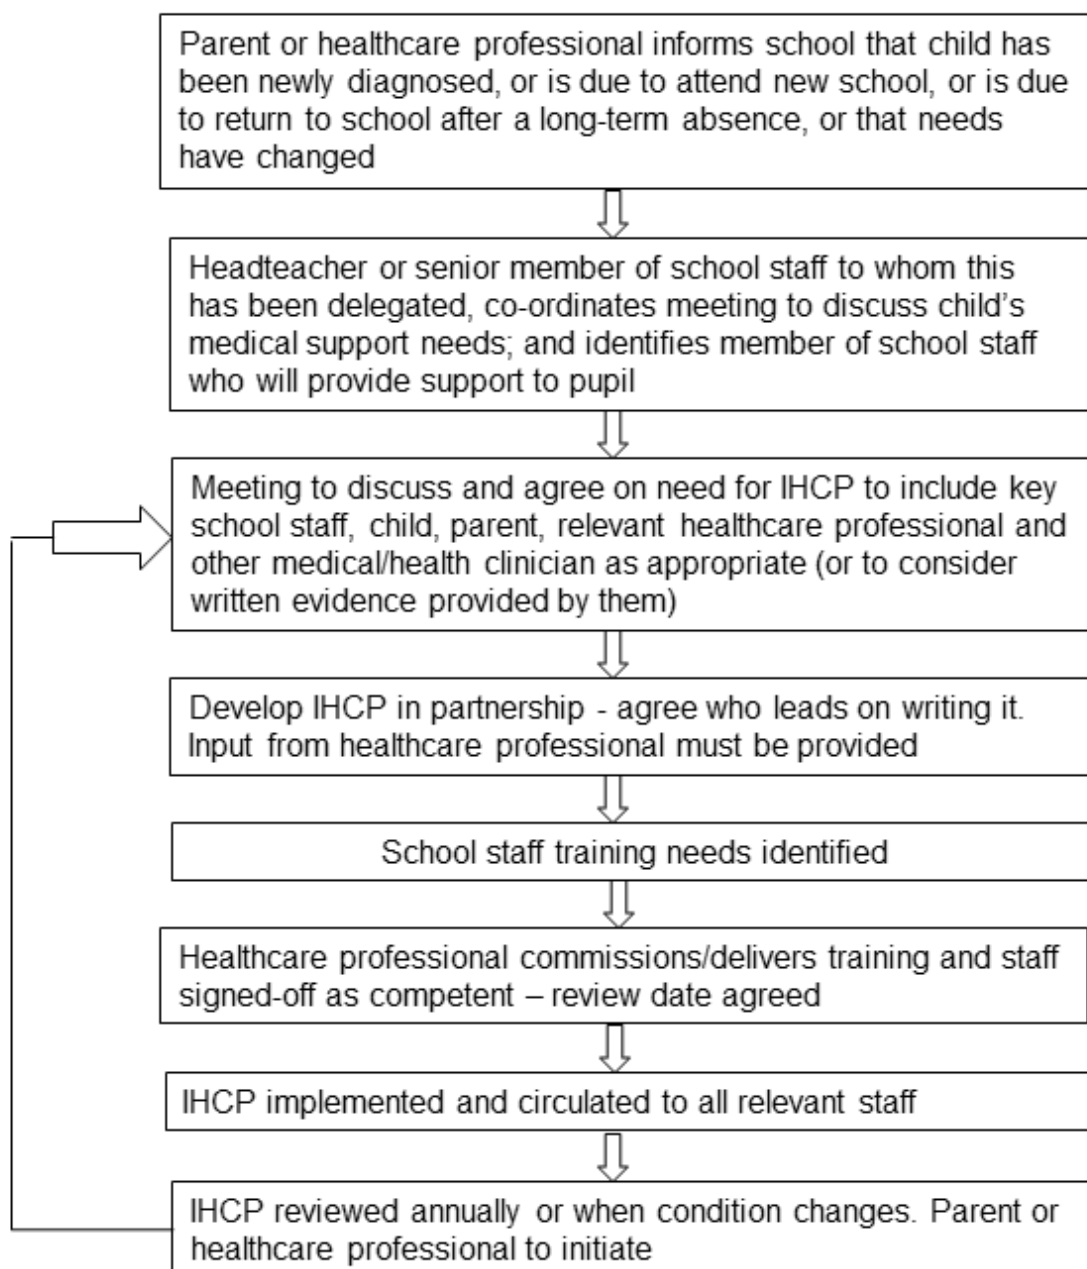 Parent or healthcare professional informs school that child has
been newly diagnosed, or is due to attend new school, or is due
to return to school after a long-term absence, or that needs
have changed
Headteacher or senior member of school staff to whom this
has been delegated, co-ordinates meeting to discuss child's
medical support needs; and identifies member of school staff
who will provide support to pupil
Meeting to discuss and agree on need for IHCP to include key
school staff, child, parent, relevant healthcare professional and
other medical/health clinician as appropriate (or to consider
written evidence provided by them)
Develop IHCP in partnership - agree who leads on writing it.
Input from healthcare professional must be provided
School staff training needs identified
Healthcare professional commissions/delivers training and staff
signed-off as competent – review date agreed
IHCP implemented and circulated to all relevant staff
IHCP reviewed annually or when condition changes. Parent or
healthcare professional to initiate